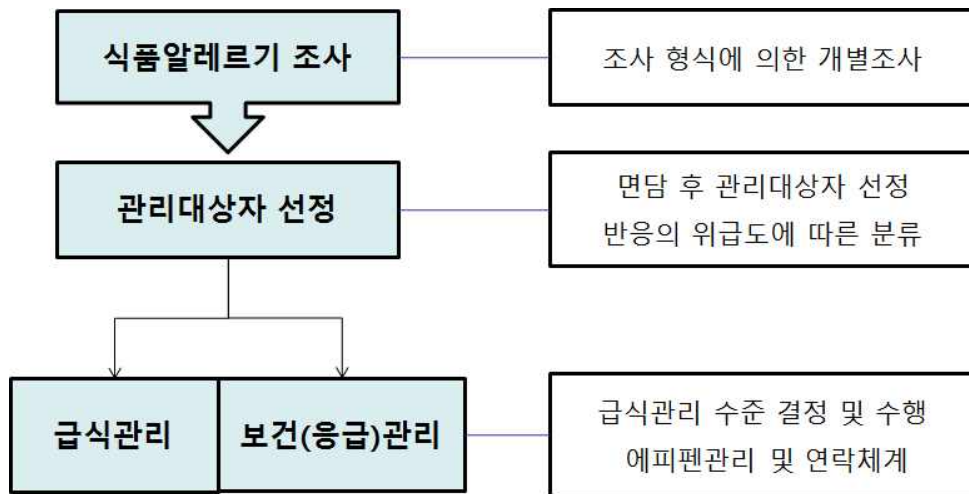 식품알레르기 조사
조사 형식에 의한 개별조사
관리대상자 선정
면담 후 관리대상자 선정
반응의 위급도에 따른 분류
급식관리
보건(응급)관리
급식관리 수준 결정 및 수행
에피펜관리 및 연락체계